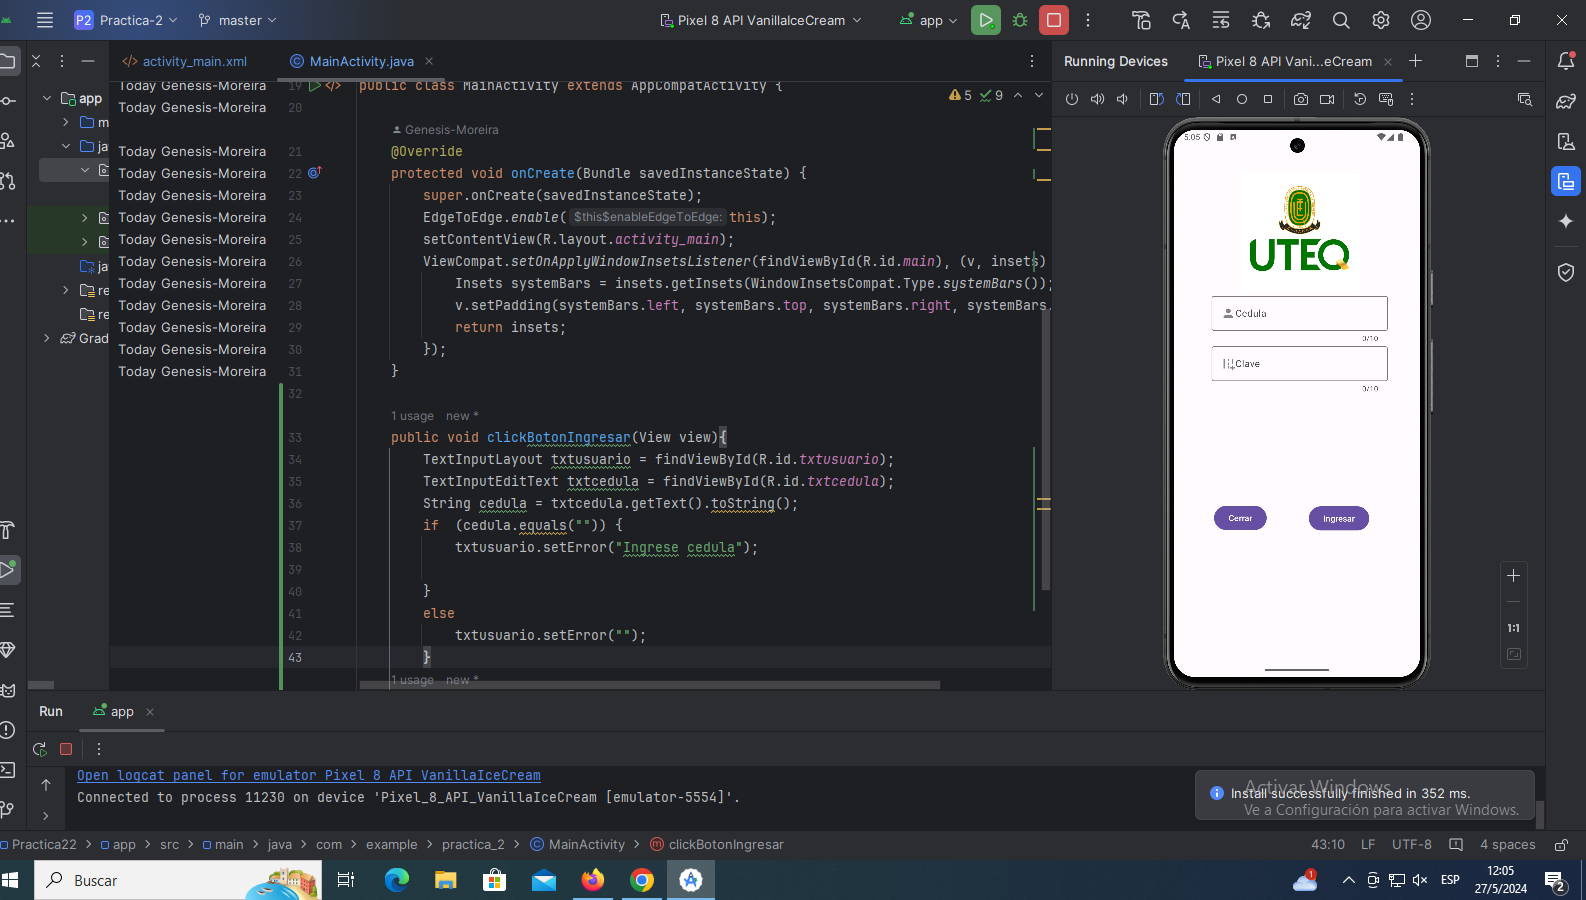 P2 Practica-2 master Pixel 8 API VanillaIceCream app
activity_main.xml MainActivity.java Running Devices Pixel 8 API Vani...eCream
Today Genesis-Moreira 19 public class MainActivity extends AppCompatActivity { 5 9
Today Genesis-Moreira 20
Genesis-Moreira
Today Genesis-Moreira 21 @Override
Today Genesis-Moreira 22 protected void onCreate(Bundle savedInstanceState) {
Today Genesis-Moreira 23 super.onCreate(savedInstanceState);
Today Genesis-Moreira 24 EdgeToEdge.enable( $this$enableEdgeToEdge: this);
Today Genesis-Moreira 25 setContentView(R.layout.activity_main);
Today Genesis-Moreira 26 ViewCompat.setOnApplyWindowInsetsListener(findViewById(R.id.main), (v, insets)
Today Genesis-Moreira 27 Insets systemBars = insets.getInsets(WindowInsetsCompat.Type.systemBars());
Today Genesis-Moreira 28 v.setPadding(systemBars.left, systemBars.top, systemBars.right, systemBars.
Today Genesis-Moreira 29 return insets;
Today Genesis-Moreira 30 });
Today Genesis-Moreira 31 }
32
1 usage new *
33 public void clickBotonIngresar(View view){
34 TextInputLayout txtusuario = findViewById(R.id.txtusuario);
35 TextInputEditText txtcedula = findViewById(R.id.txtcedula);
36 String cedula = txtcedula.getText().toString();
37 if (cedula.equals("")) {
38 txtusuario.setError("Ingrese cedula");
39
40 }
41 else
42 txtusuario.setError("");
43 }
1 usage new *
app
m
ja
ja
re
re
Grad
5:05
UTEQ
Cedula
0/10
Clave
0/10
Cerrar Ingresar
1:1
Run app
Open logcat panel for emulator Pixel 8 API VanillaIceCream
Connected to process 11230 on device 'Pixel_8_API_VanillaIceCream [emulator-5554]'.
Activar Windows
Install successfully finished in 352 ms.
Ve a Configuración para activar Windows.
Practica22 > app > src > main > java > com > example > practica_2 > MainActivity > clickBotonIngresar 43:10 LF UTF-8 4 spaces
Buscar 1 ESP 12:05
27/5/2024 2